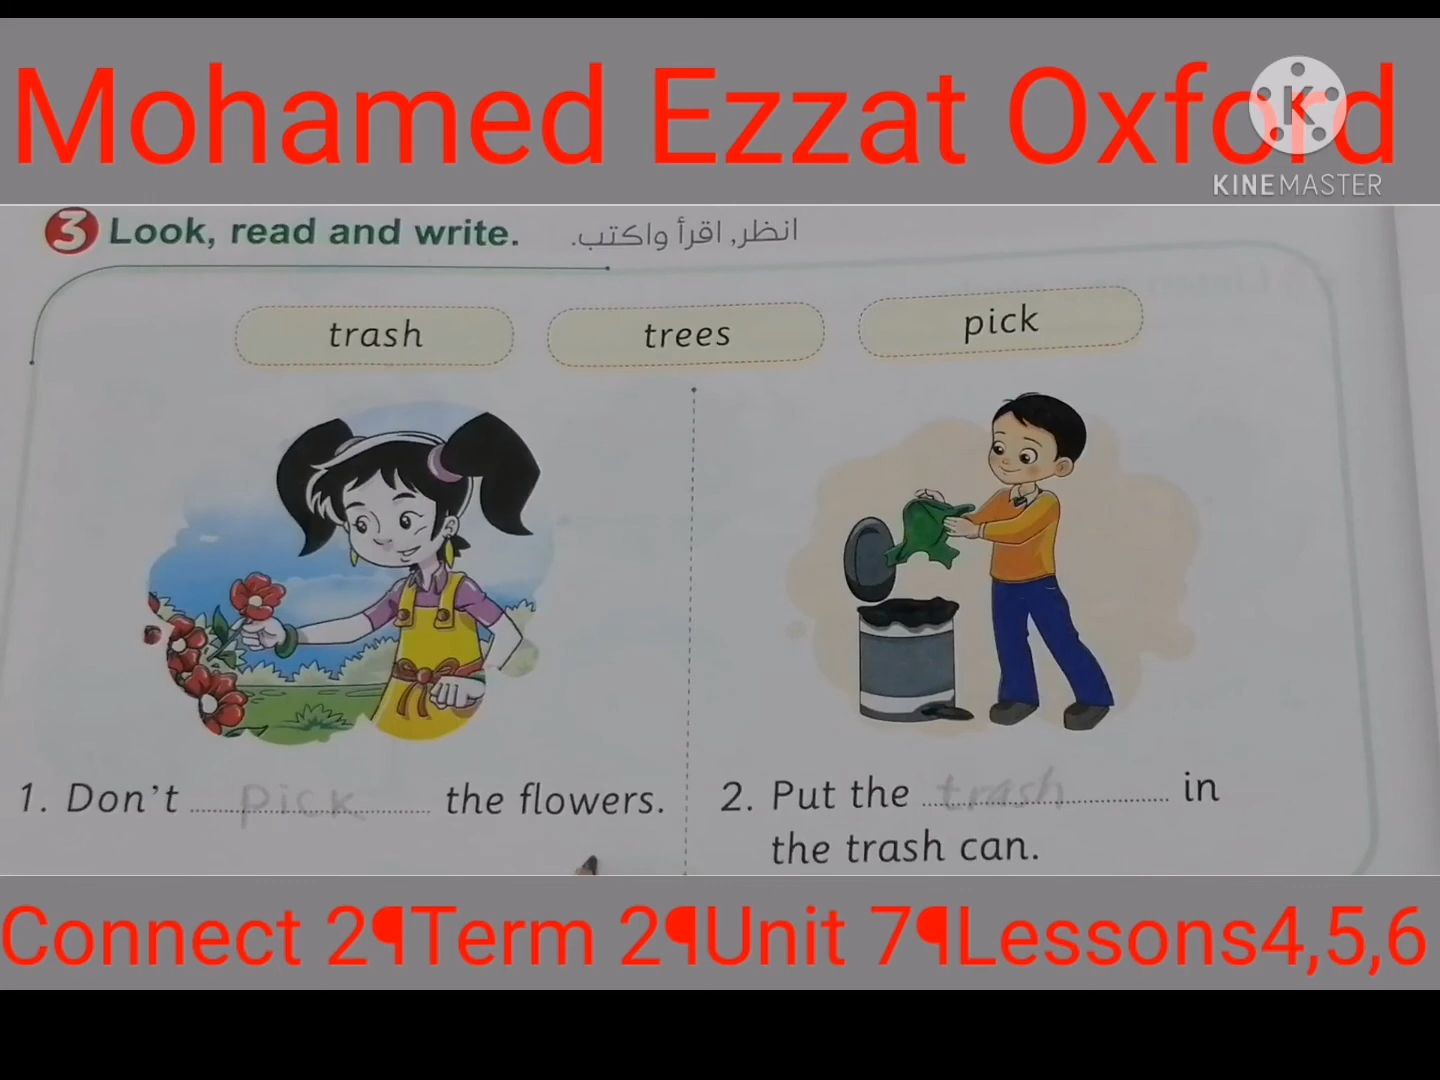 Mohamed Ezzat Oxford
KINEMASTER
3 Look, read and write. انظر, اقرأ واكتب.
trash trees pick
1. Don't pick the flowers.
2. Put the trash in
the trash can.
Connect 2¶Term 2¶Unit 7¶Lessons4,5,6